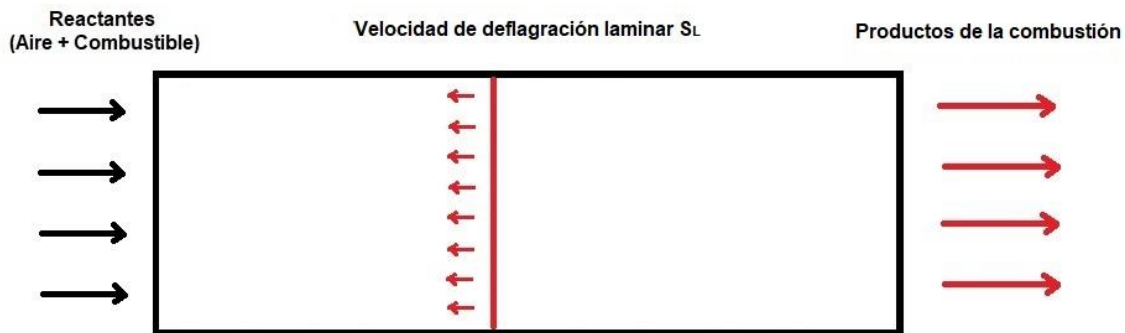 Reactantes
(Aire + Combustible)
Velocidad de deflagración laminar SL
Productos de la combustión